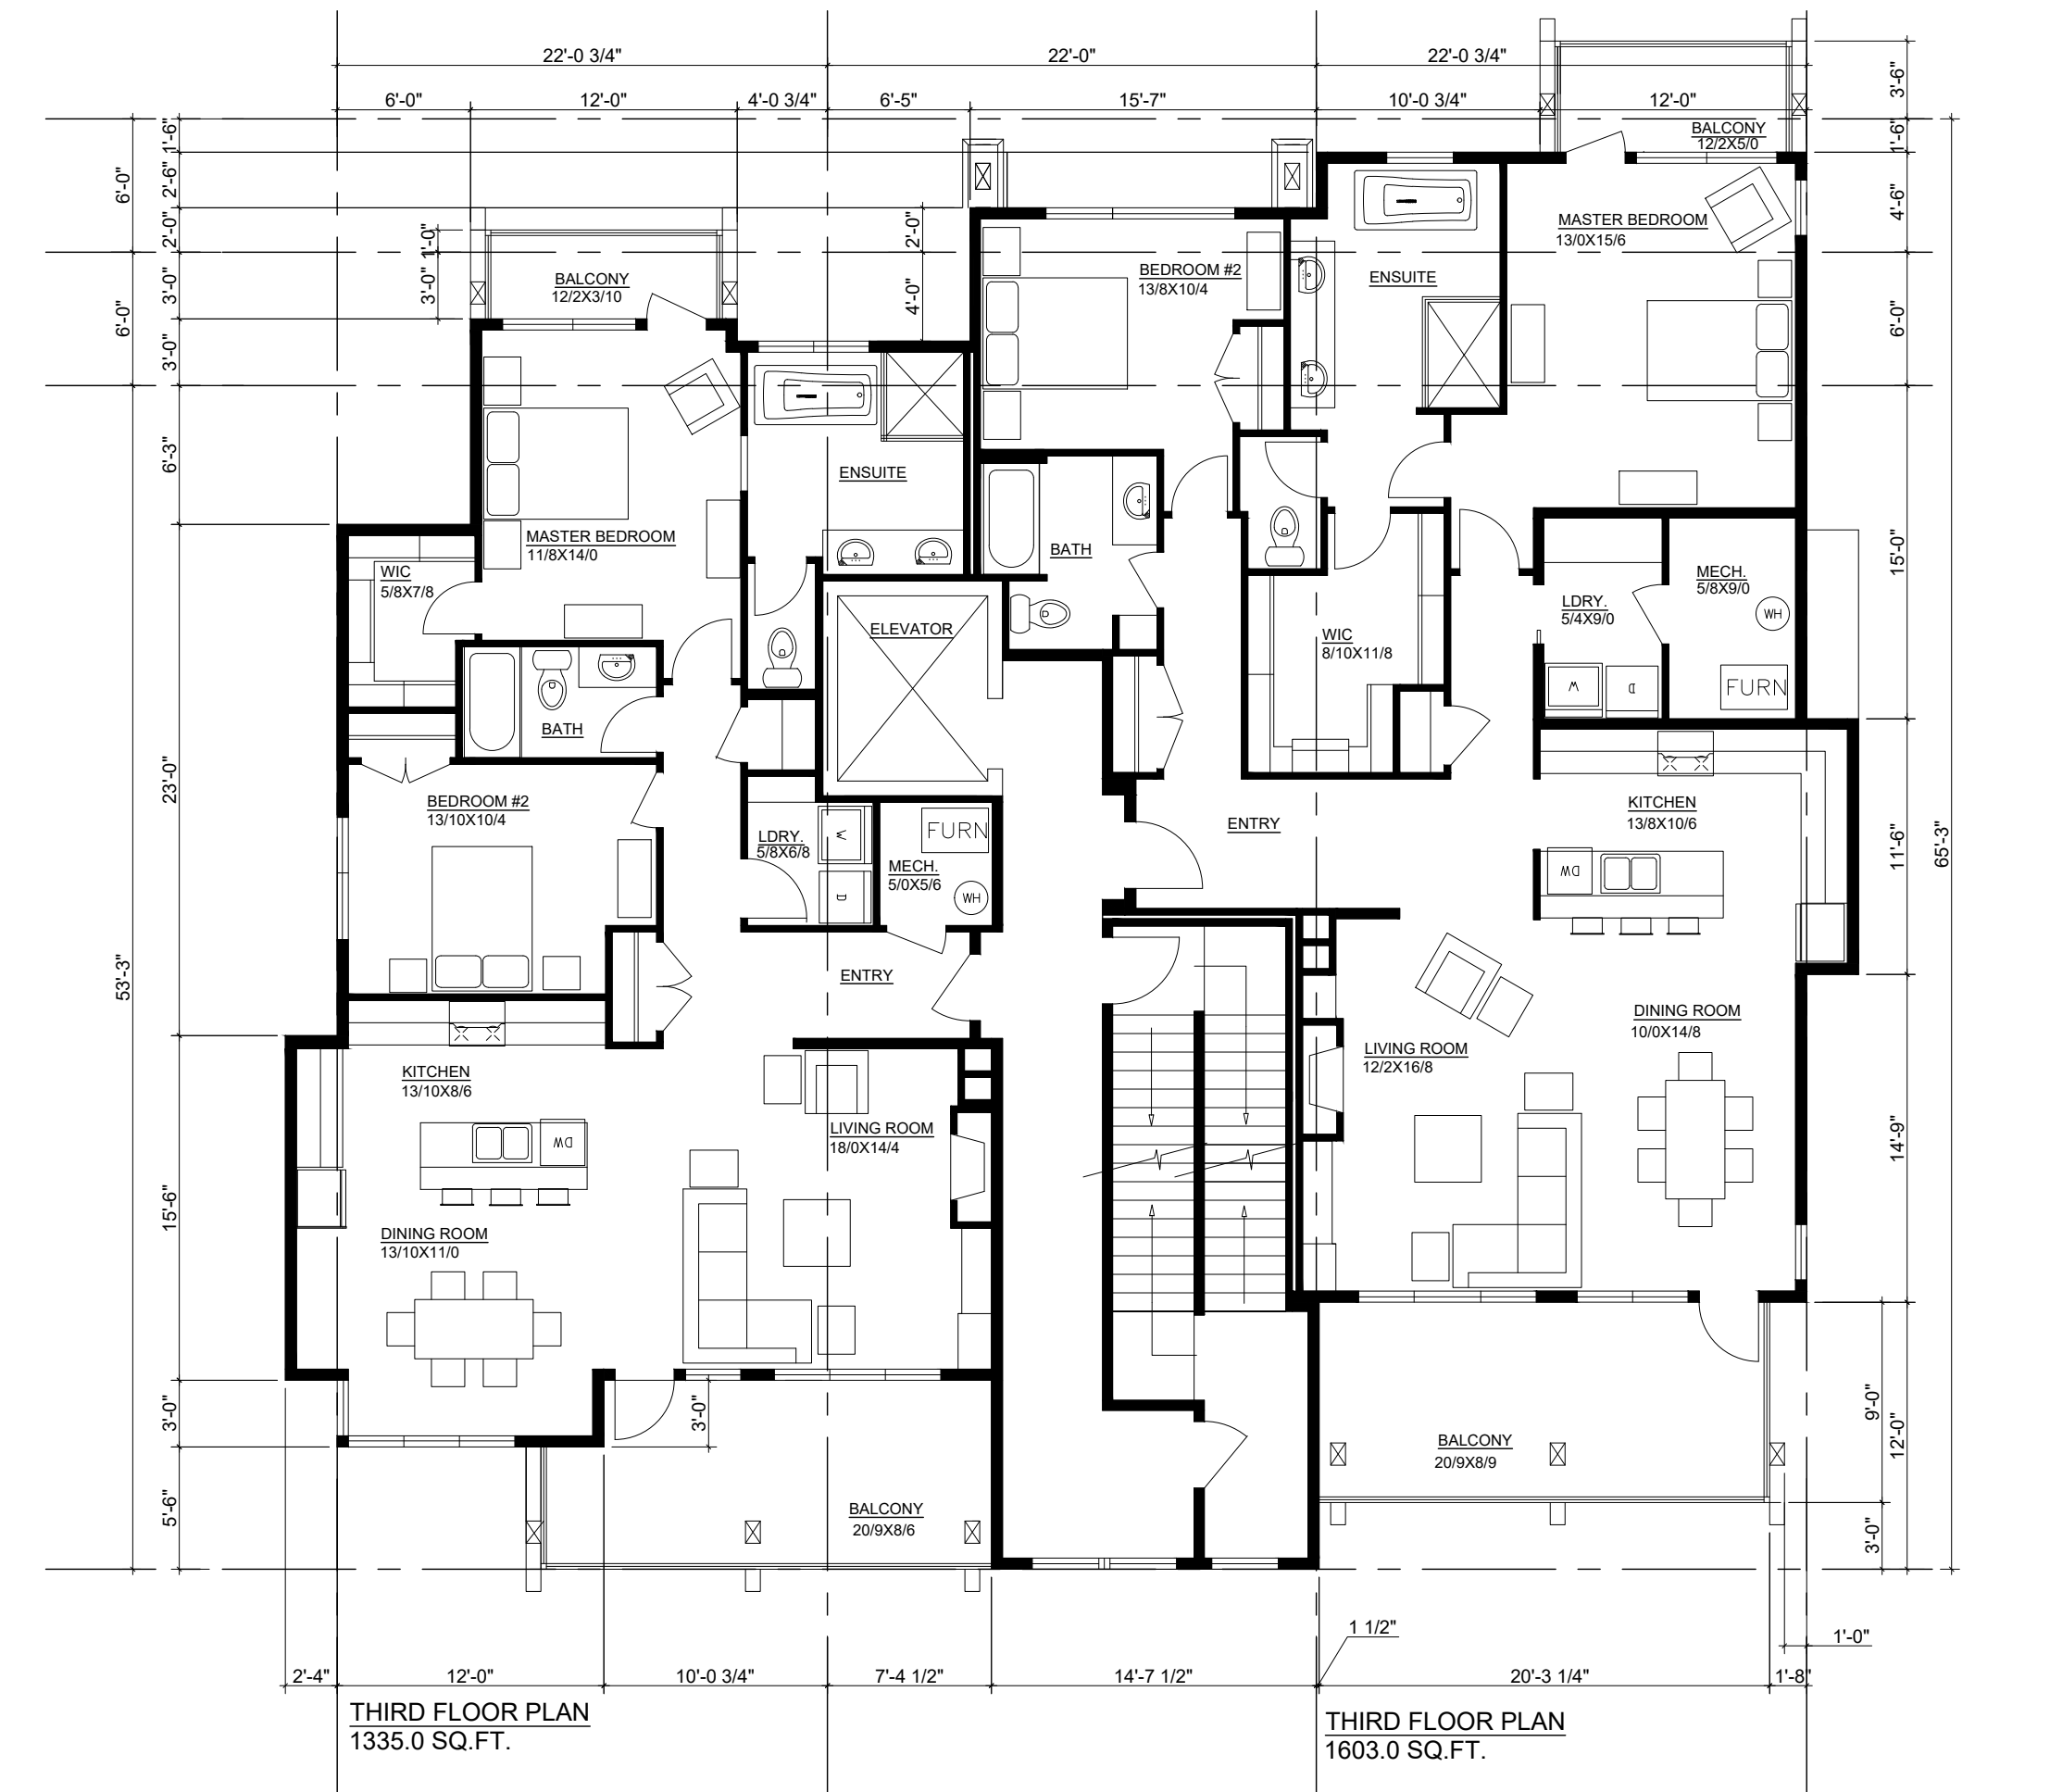 22'-0 3/4"
22'-0"
22'-0 3/4"
6'-0"
12'-0"
4'-0 3/4"
6'-5"
15'-7"
10'-0 3/4"
12'-0"
3'-6"
1'-6"
1'-6"
6'-0"
2'-6"
2'-0"
1'-0"
3'-0"
3'-0"
6'-0"
3'-0"
2'-0"
4'-0"
6'-3"
23'-0"
53'-3"
15'-6"
3'-0"
5'-6"
4'-6"
6'-0"
15'-0"
11'-6"
65'-3"
14'-9"
9'-0"
12'-0"
3'-0"
BALCONY
12/2X5/0
MASTER BEDROOM
13/0X15/6
BEDROOM #2
13/8X10/4
ENSUITE
BALCONY
12/2X3/10
ENSUITE
MASTER BEDROOM
11/8X14/0
WIC
5/8X7/8
BATH
BATH
ELEVATOR
WIC
8/10X11/8
LDRY.
5/4X9/0
MECH.
5/8X9/0
WH
FURN
W
D
BEDROOM #2
13/10X10/4
LDRY.
5/8X6/8
W
D
FURN
MECH.
5/0X5/6
WH
ENTRY
KITCHEN
13/8X10/6
DW
ENTRY
DINING ROOM
10/0X14/8
LIVING ROOM
12/2X16/8
KITCHEN
13/10X8/6
DW
LIVING ROOM
18/0X14/4
DINING ROOM
13/10X11/0
3'-0"
BALCONY
20/9X8/9
BALCONY
20/9X8/6
1 1/2"
1'-0"
2'-4"
12'-0"
10'-0 3/4"
7'-4 1/2"
14'-7 1/2"
20'-3 1/4"
1'-8"
THIRD FLOOR PLAN
1335.0 SQ.FT.
THIRD FLOOR PLAN
1603.0 SQ.FT.